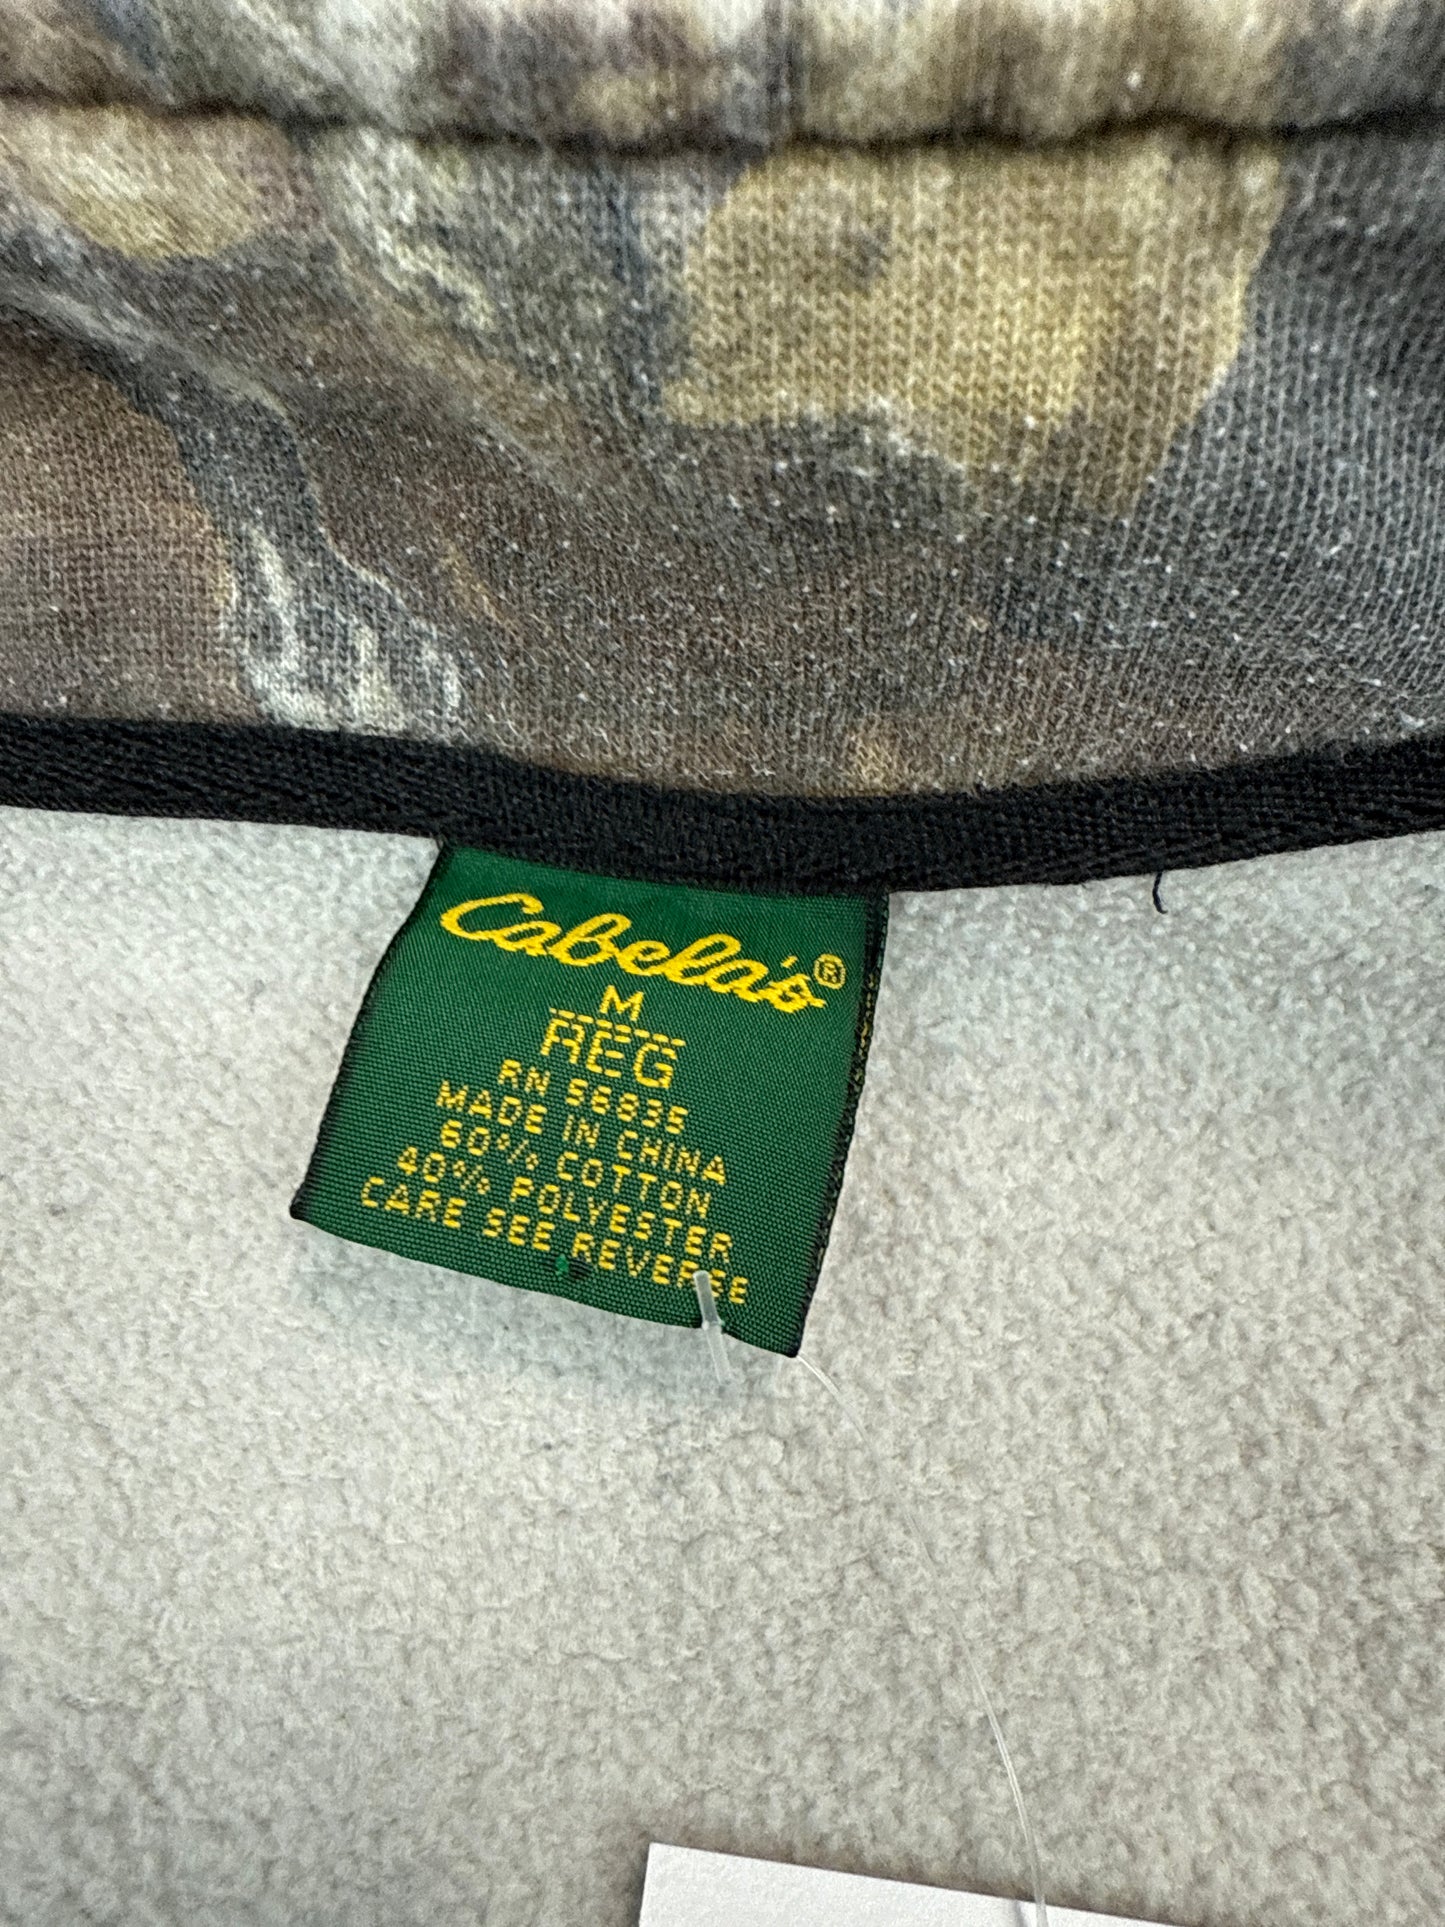 Cabela's®
M
REG
RN 56835
MADE IN CHINA
60% COTTON
40% POLYESTER
CARE SEE REVERSE